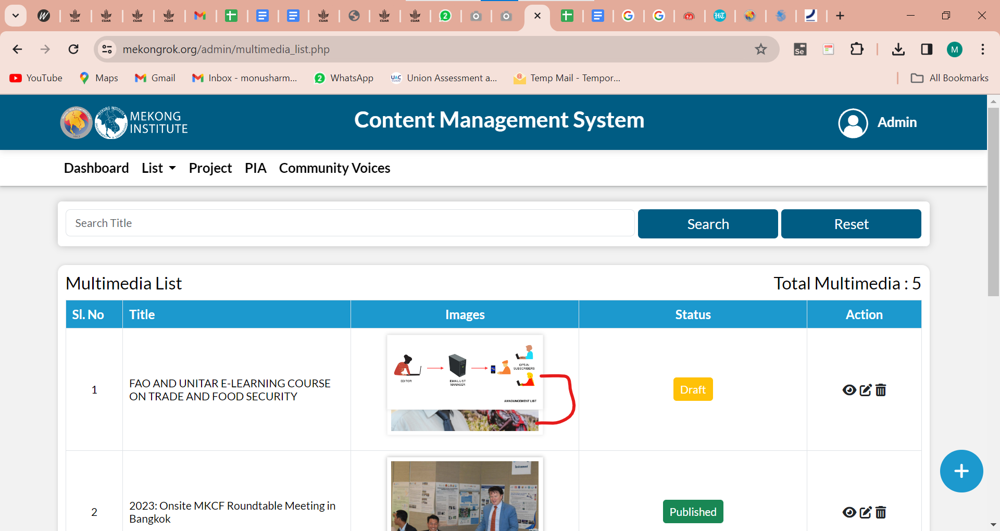 mekongrok.org/admin/multimedia_list.php
M
YouTube
Maps
Gmail
Inbox - monusharm...
WhatsApp
Union Assessment a...
Temp Mail - Tempor...
All Bookmarks
MEKONG
INSTITUTE
Content Management System
Admin
Dashboard
List
Project
PIA
Community Voices
Search Title
Search
Reset
Multimedia List
Total Multimedia : 5
Sl. No
Title
Images
Status
Action
1
FAO AND UNITAR E-LEARNING COURSE
ON TRADE AND FOOD SECURITY
EDITOR
EMAIL LIST
MANAGER
OPT-IN
SUBSCRIBERS
ANNOUNCEMENT LIST
Draft
2
2023: Onsite MKCF Roundtable Meeting in
Bangkok
Environment
Published